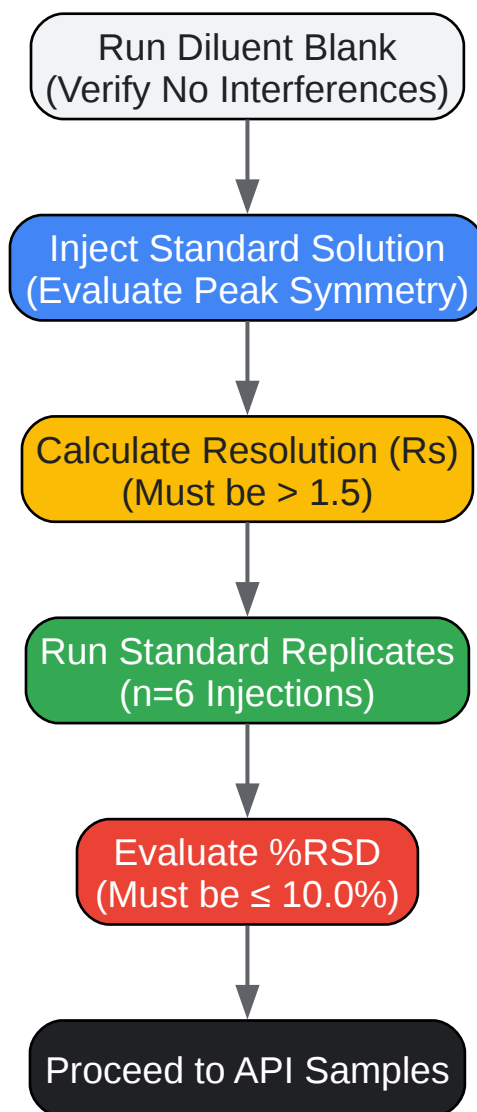 Run Diluent Blank
(Verify No Interferences)
Inject Standard Solution
(Evaluate Peak Symmetry)
Calculate Resolution (Rs)
(Must be > 1.5)
Run Standard Replicates
(n=6 Injections)
Evaluate %RSD
(Must be ≤ 10.0%)
Proceed to API Samples